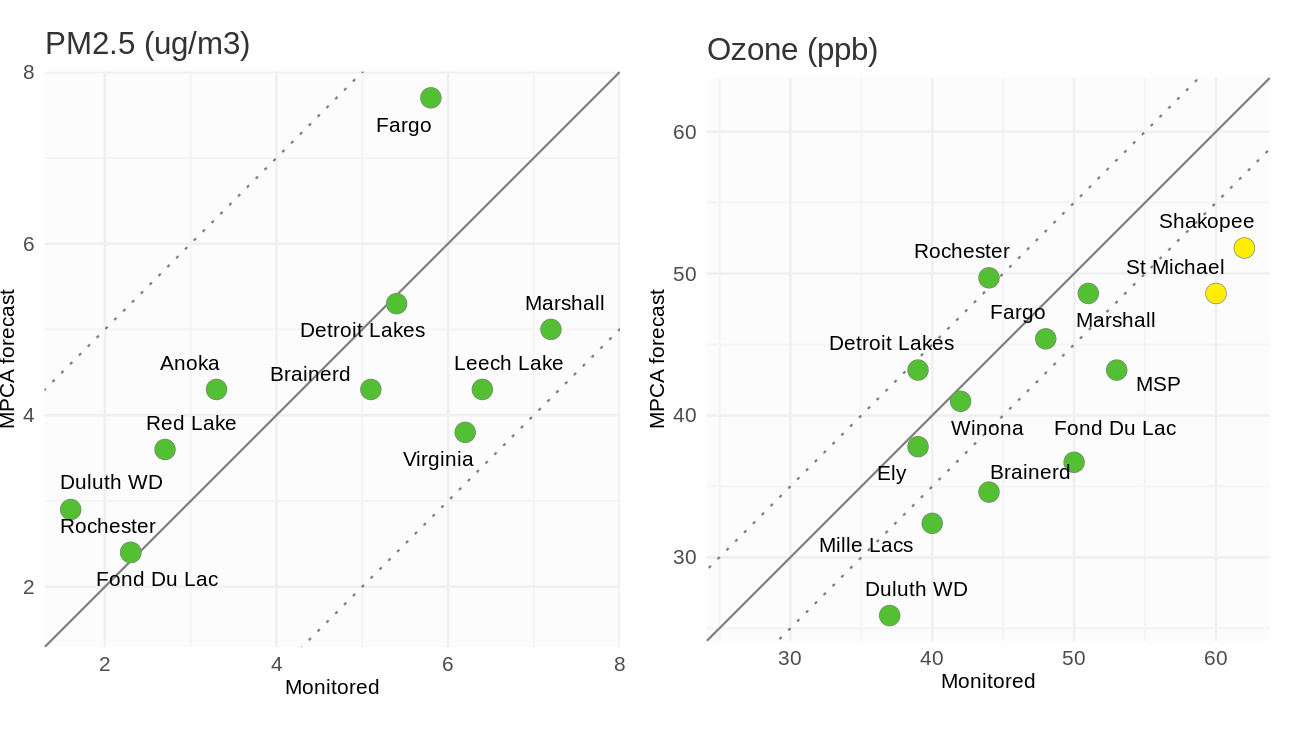 PM2.5 (ug/m3)
8
6
4
2
MPCA forecast
Fargo
Marshall
Detroit Lakes
Anoka
Brainerd
Leech Lake
Red Lake
Virginia
Duluth WD
Rochester
Fond Du Lac
2
4
6
8
Monitored
Ozone (ppb)
60
50
40
30
MPCA forecast
Shakopee
Rochester
St Michael
Fargo
Marshall
Detroit Lakes
MSP
Winona
Fond Du Lac
Ely
Brainerd
Mille Lacs
Duluth WD
30
40
50
60
Monitored